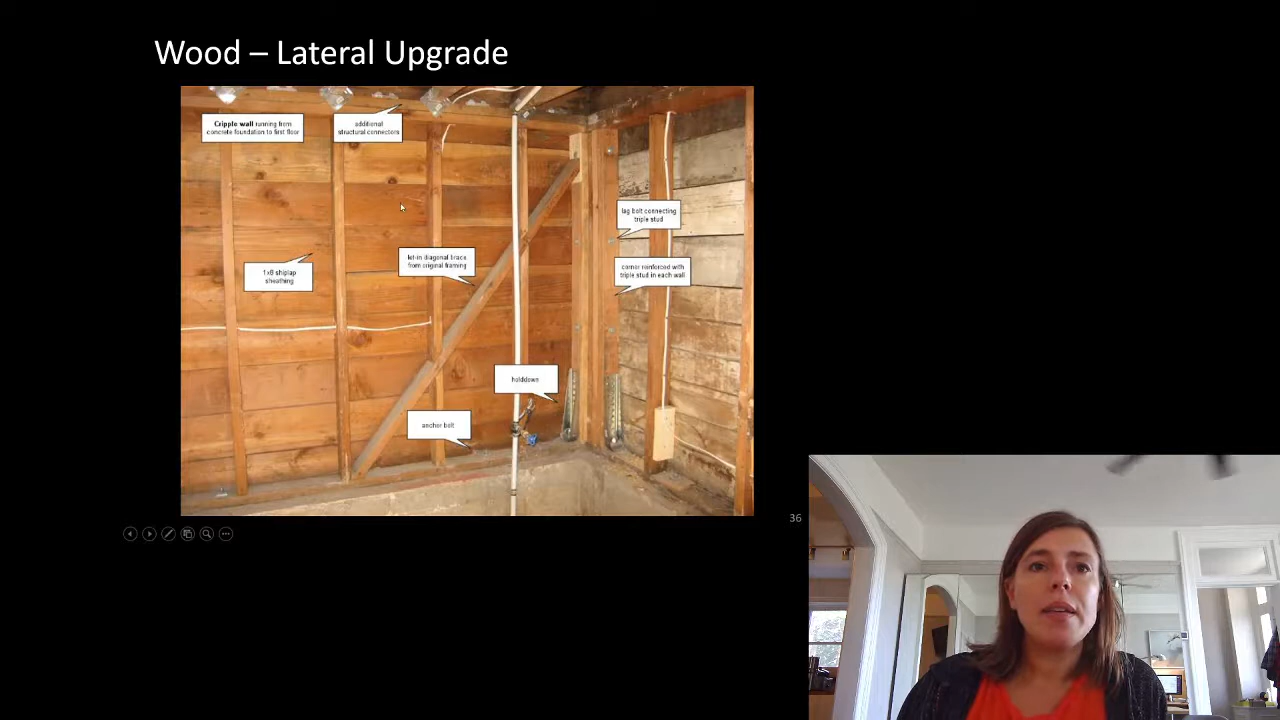 Wood – Lateral Upgrade
Cripple wall running from
concrete foundation to first floor
additional
structural connectors
lag bolt connecting
triple stud
let-in diagonal brace
from original framing
1x8 shiplap
sheathing
corner reinforced with
triple stud in each wall
holddown
anchor bolt
36